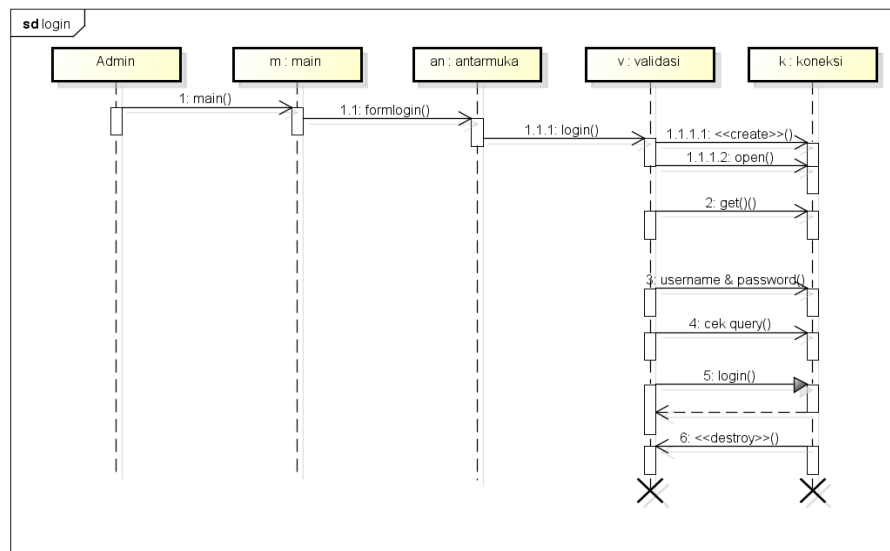 sd login
Admin
m : main
an : antarmuka
v : validasi
k : koneksi
1: main()
1.1: formlogin()
1.1.1: login()
1.1.1.1: <<create>>()
1.1.1.2: open()
2: get()()
3: username & password()
4: cek query()
5: login()
6: <<destroy>>()